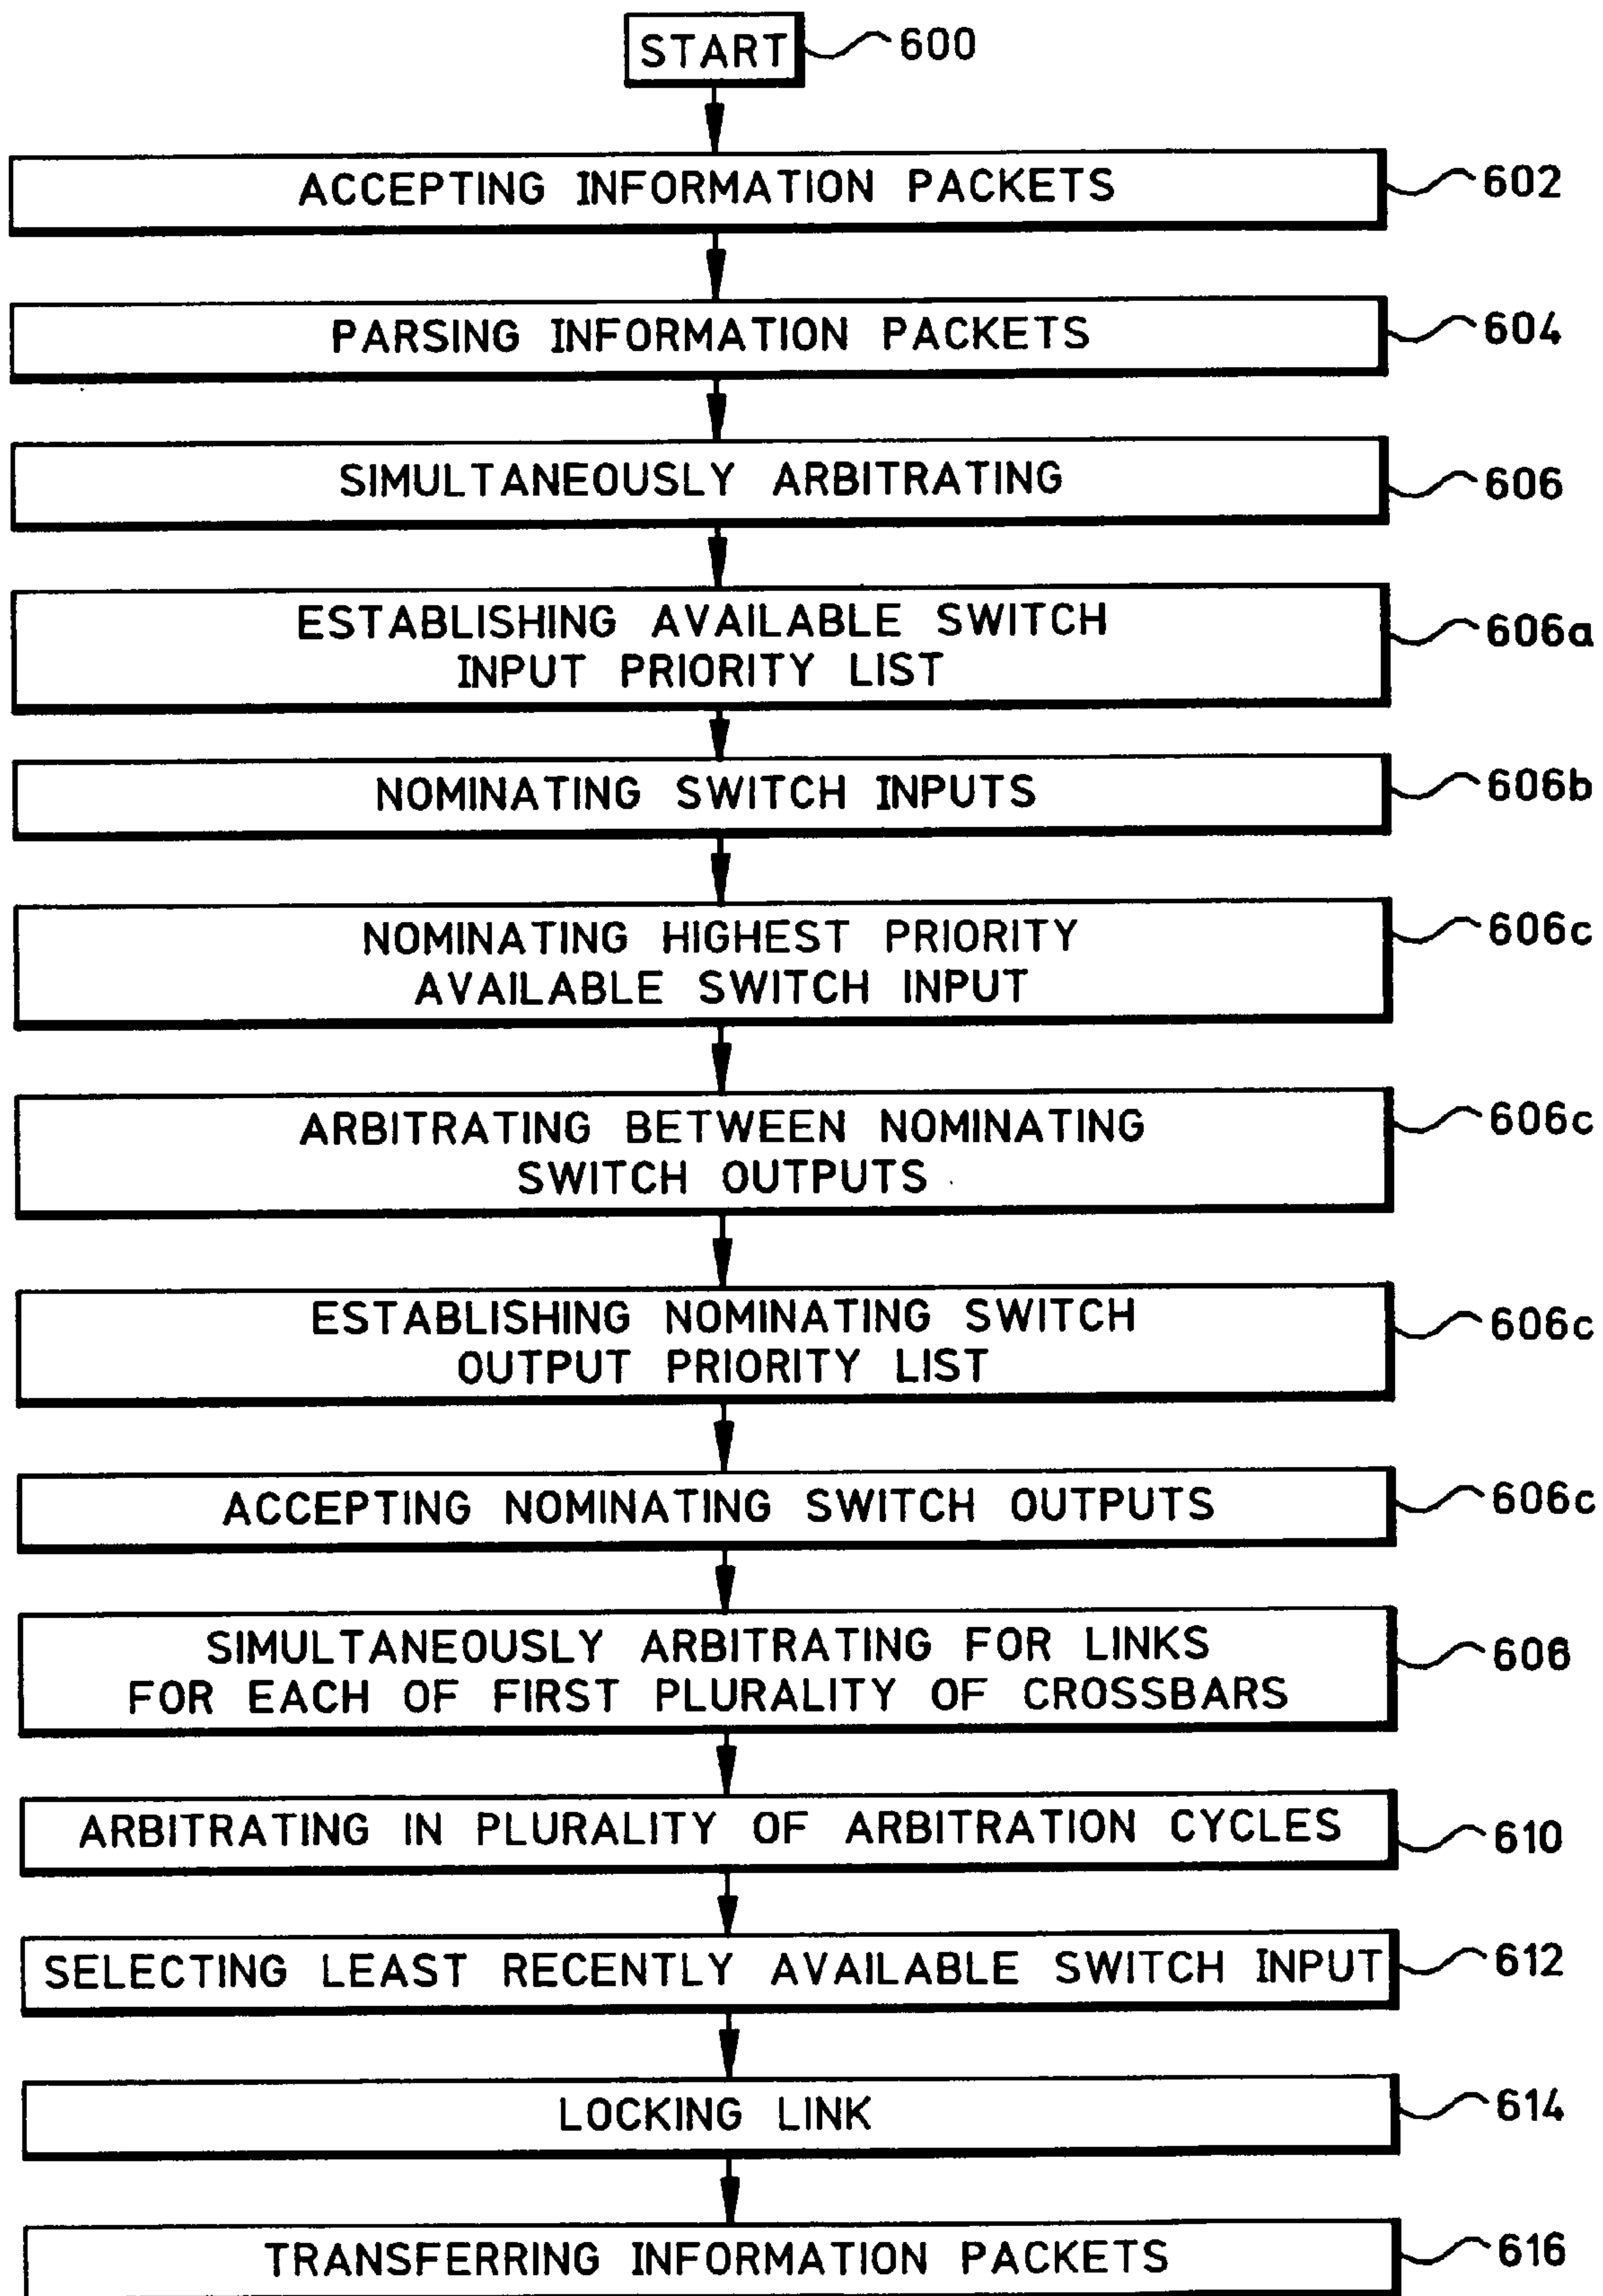 START 600
ACCEPTING INFORMATION PACKETS 602
PARSING INFORMATION PACKETS 604
SIMULTANEOUSLY ARBITRATING 606
ESTABLISHING AVAILABLE SWITCH 606a
INPUT PRIORITY LIST
NOMINATING SWITCH INPUTS 606b
NOMINATING HIGHEST PRIORITY 606c
AVAILABLE SWITCH INPUT
ARBITRATING BETWEEN NOMINATING 606c
SWITCH OUTPUTS
ESTABLISHING NOMINATING SWITCH 606c
OUTPUT PRIORITY LIST
ACCEPTING NOMINATING SWITCH OUTPUTS 606c
SIMULTANEOUSLY ARBITRATING FOR LINKS 608
FOR EACH OF FIRST PLURALITY OF CROSSBARS
ARBITRATING IN PLURALITY OF ARBITRATION CYCLES 610
SELECTING LEAST RECENTLY AVAILABLE SWITCH INPUT 612
LOCKING LINK 614
TRANSFERRING INFORMATION PACKETS 616